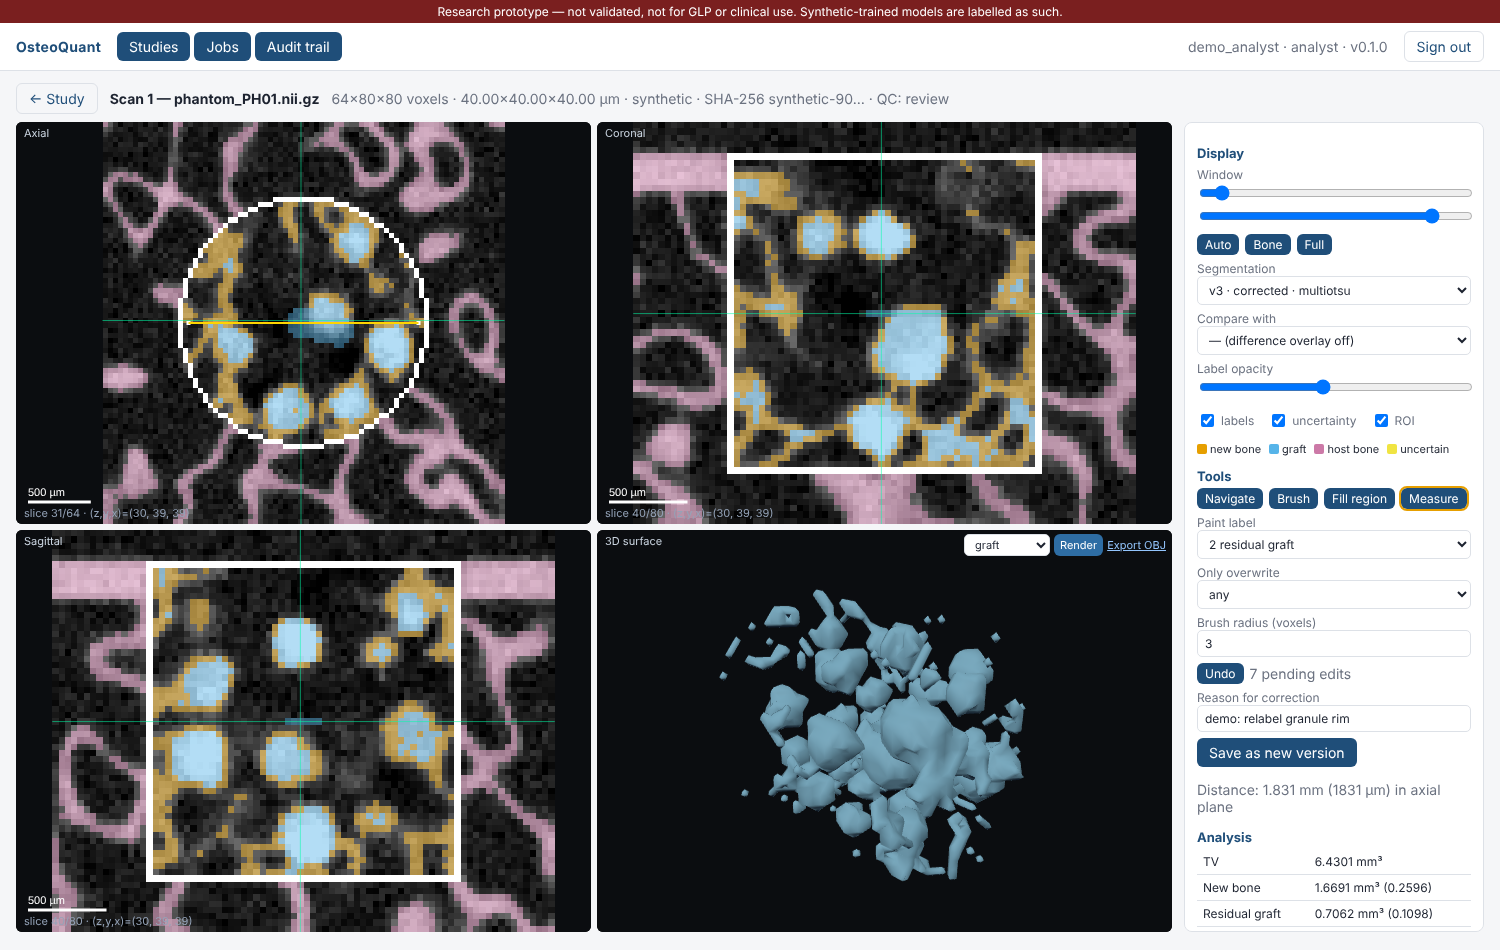 Research prototype — not validated, not for GLP or clinical use. Synthetic-trained models are labelled as such.
OsteoQuant Studies Jobs Audit trail demo_analyst · analyst · v0.1.0 Sign out
← Study Scan 1 — phantom_PH01.nii.gz 64×80×80 voxels · 40.00×40.00×40.00 µm · synthetic · SHA-256 synthetic-90... · QC: review
Axial
500 µm
slice 31/64 · (z, x)=(30, 39, 39)
Coronal
500 µm
slice 40/80 x)=(30, 39, 39)
Sagittal
500 µm
slice /80 · (z,y,x)=(30, 39)
3D surface graft Render Export OBJ
Display
Window
Auto Bone Full
Segmentation
v3 · corrected · multiotsu
Compare with
— (difference overlay off)
Label opacity
labels uncertainty ROI
new bone graft host bone uncertain
Tools
Navigate Brush Fill region Measure
Paint label
2 residual graft
Only overwrite
any
Brush radius (voxels)
3
Undo 7 pending edits
Reason for correction
demo: relabel granule rim
Save as new version
Distance: 1.831 mm (1831 µm) in axial
plane
Analysis
TV 6.4301 mm³
New bone 1.6691 mm³ (0.2596)
Residual graft 0.7062 mm³ (0.1098)